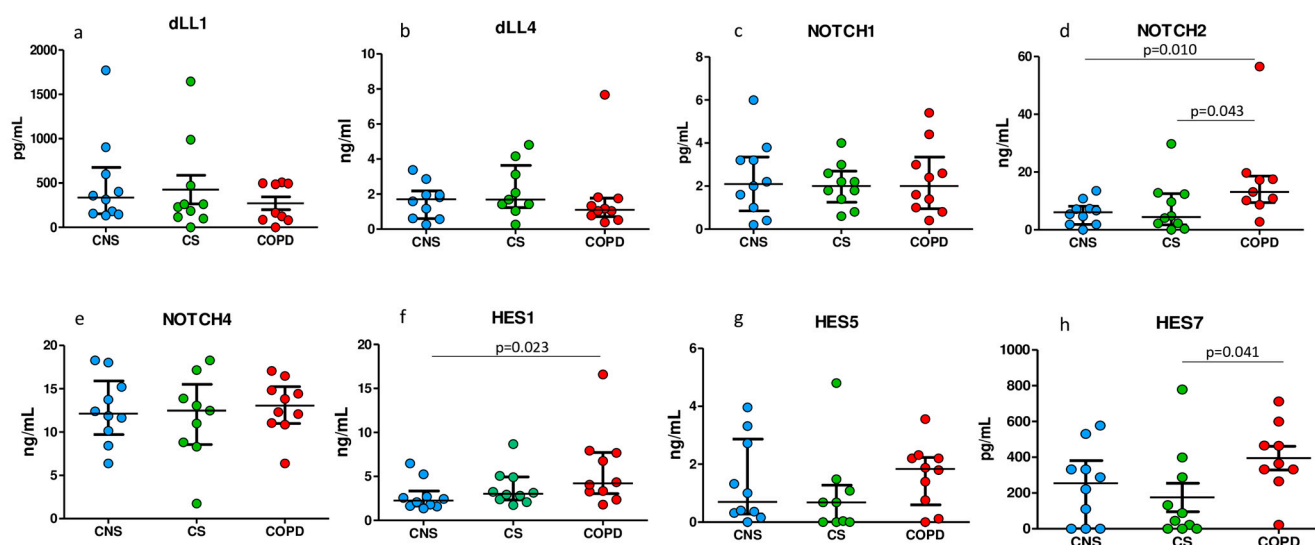 a
dLL1
pg/mL
2000
1500
1000
500
0
CNS
CS
COPD
b
dLL4
ng/ml
10
8
6
4
2
0
CNS
CS
COPD
c
NOTCH1
pg/mL
8
6
4
2
0
CNS
CS
COPD
d
NOTCH2
p=0.010
p=0.043
ng/mL
60
40
20
0
CNS
CS
COPD
e
NOTCH4
ng/mL
20
15
10
5
0
CNS
CS
COPD
f
HES1
p=0.023
ng/mL
20
15
10
5
0
CNS
CS
COPD
g
HES5
ng/mL
6
4
2
0
CNS
CS
COPD
h
HES7
p=0.041
pg/mL
1000
800
600
400
200
0
CNS
CS
COPD